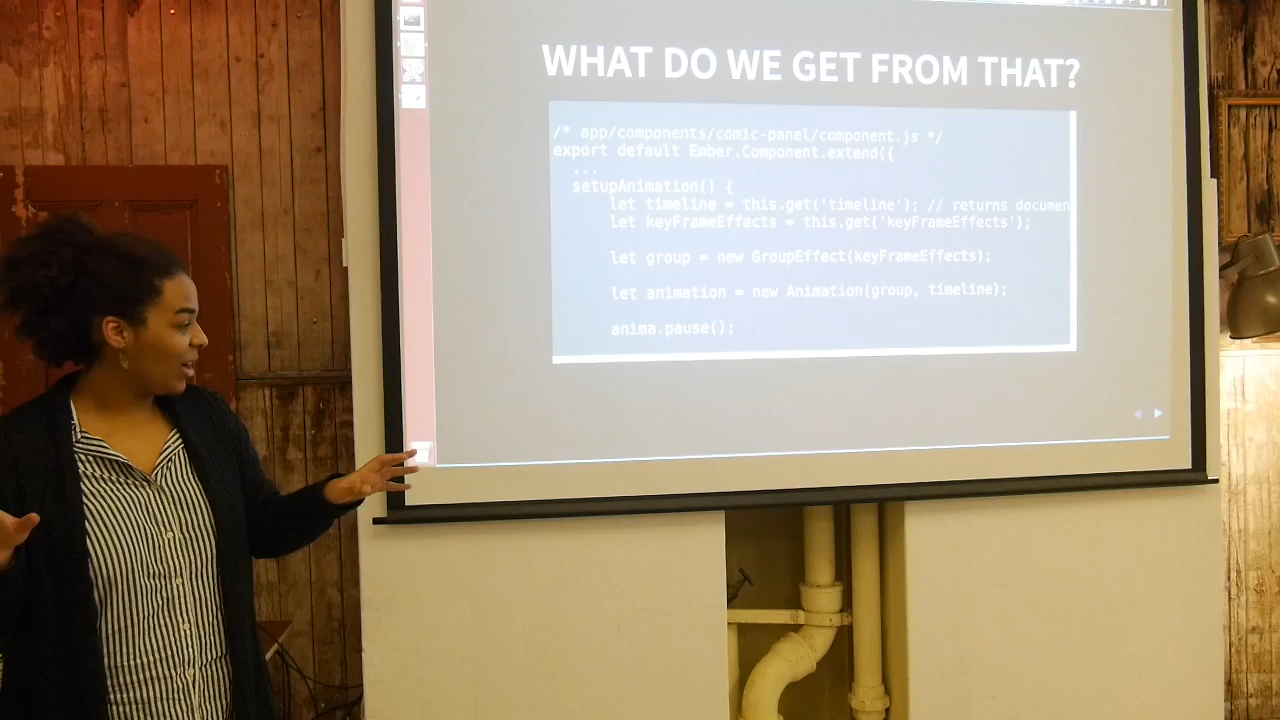 WHAT DO WE GET FROM THAT?
/* app/components/comic-panel/component.js */
export default Ember.Component.extend({
...
setupAnimation() {
let timeline = this.get('timeline'); // returns documen
let keyFrameEffects = this.get('keyFrameEffects');
let group = new GroupEffect(keyFrameEffects);
let animation = new Animation(group, timeline);
anima.pause();